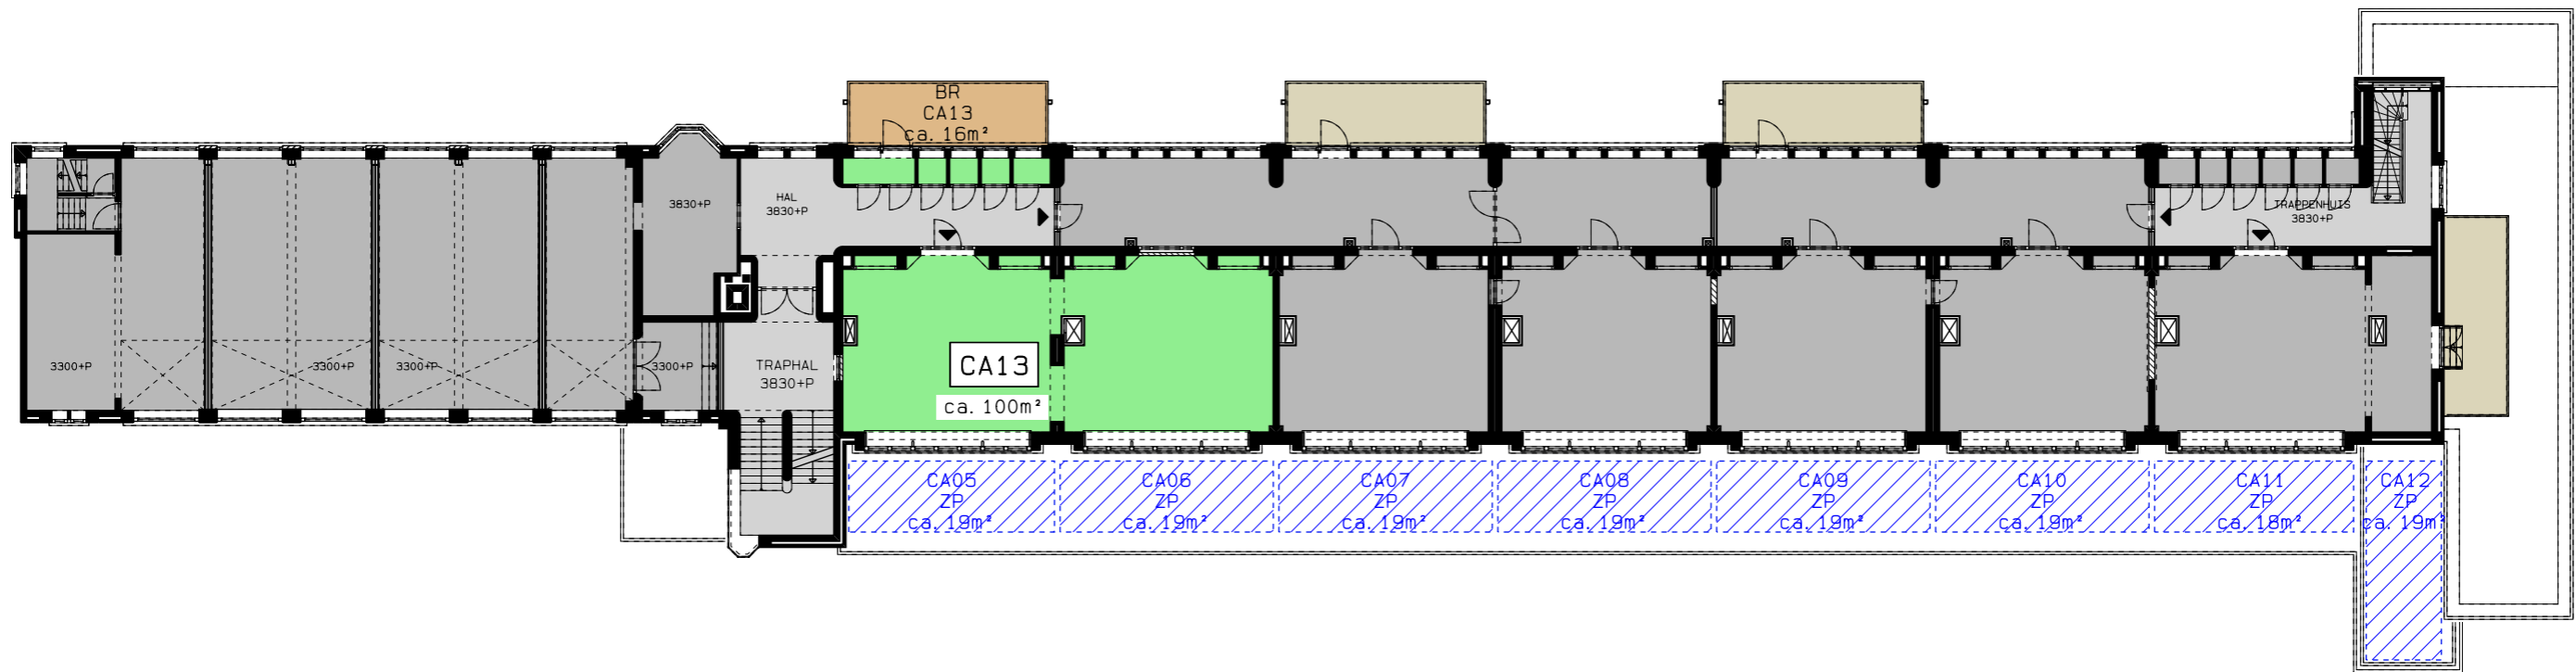 BR
CA13
ca. 16m²
3830+P
HAL
3830+P
TRAPPENHUIS
3830+P
3300+P
3300+P
3300+P
3300+P
TRAPHAL
3830+P
CA13
ca. 100m²
CA05
ZP
ca. 19m²
CA06
ZP
ca. 19m²
CA07
ZP
ca. 19m²
CA08
ZP
ca. 19m²
CA09
ZP
ca. 19m²
CA10
ZP
ca. 19m²
CA11
ZP
ca. 18m²
CA12
ZP
ca. 19m²